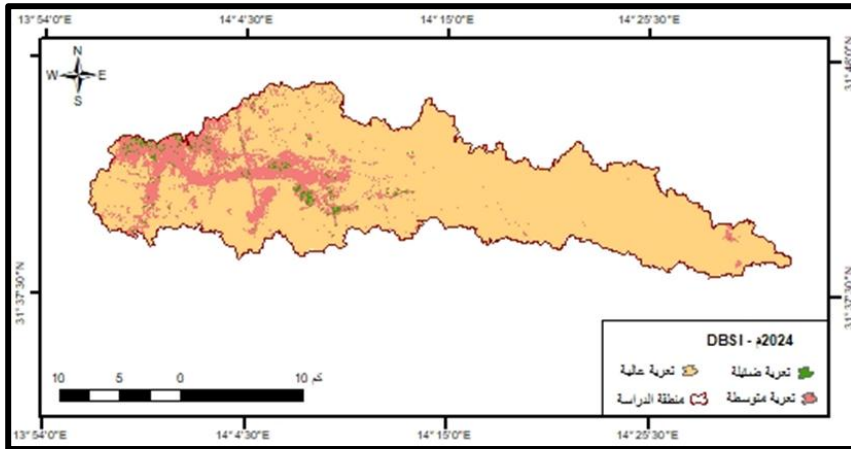 13°54'0"E 14°4'30"E 14°15'0"E 14°25'30"E
N
W E
S
31°48'0"N
31°37'30"N 31°37'30"N
2024م - DBSI
تعرية ضئيلة تعرية عالية
تعرية متوسطة منطقة الدراسة
10 5 0 10 كم
13°54'0"E 14°4'30"E 14°15'0"E 14°25'30"E